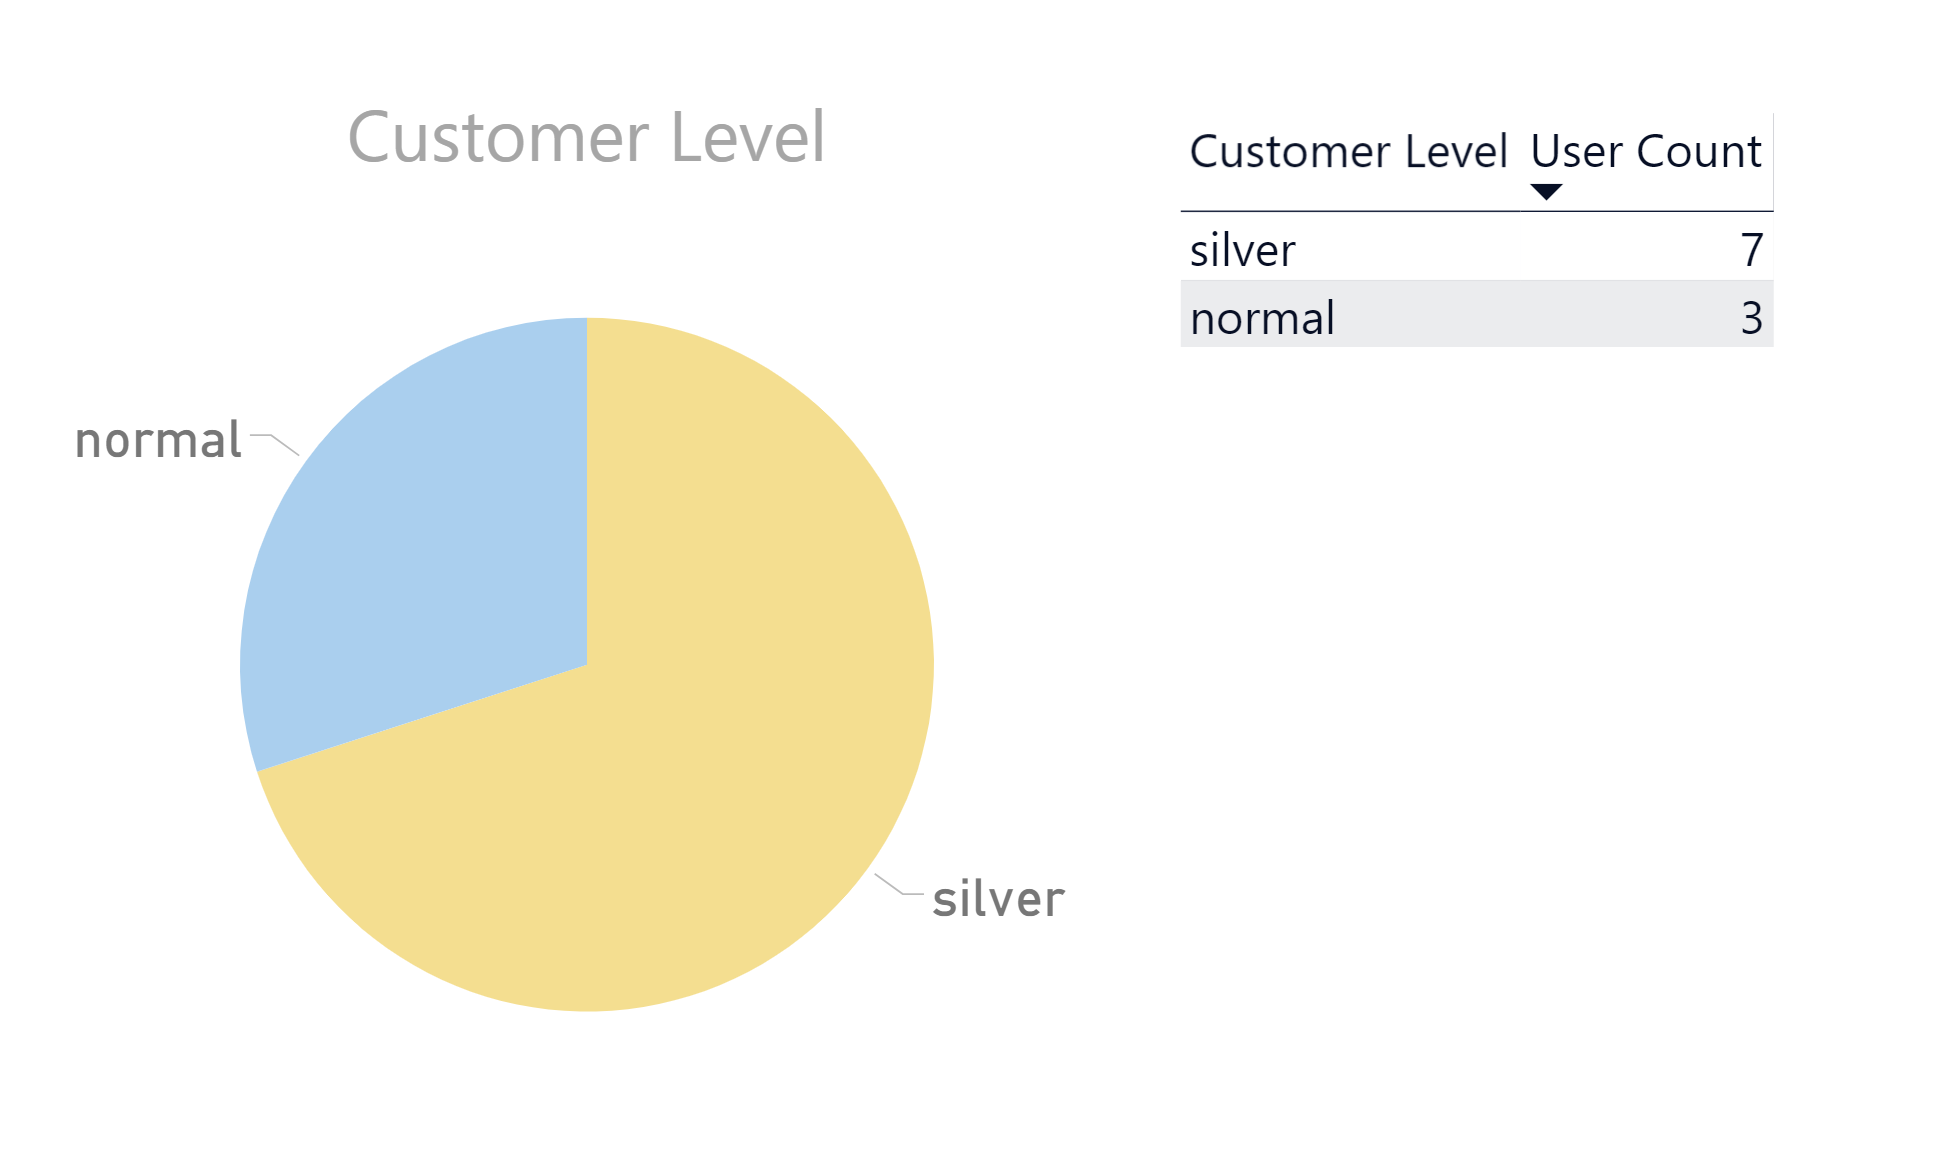 Customer Level
normal
silver
Customer Level User Count
silver 7
normal 3